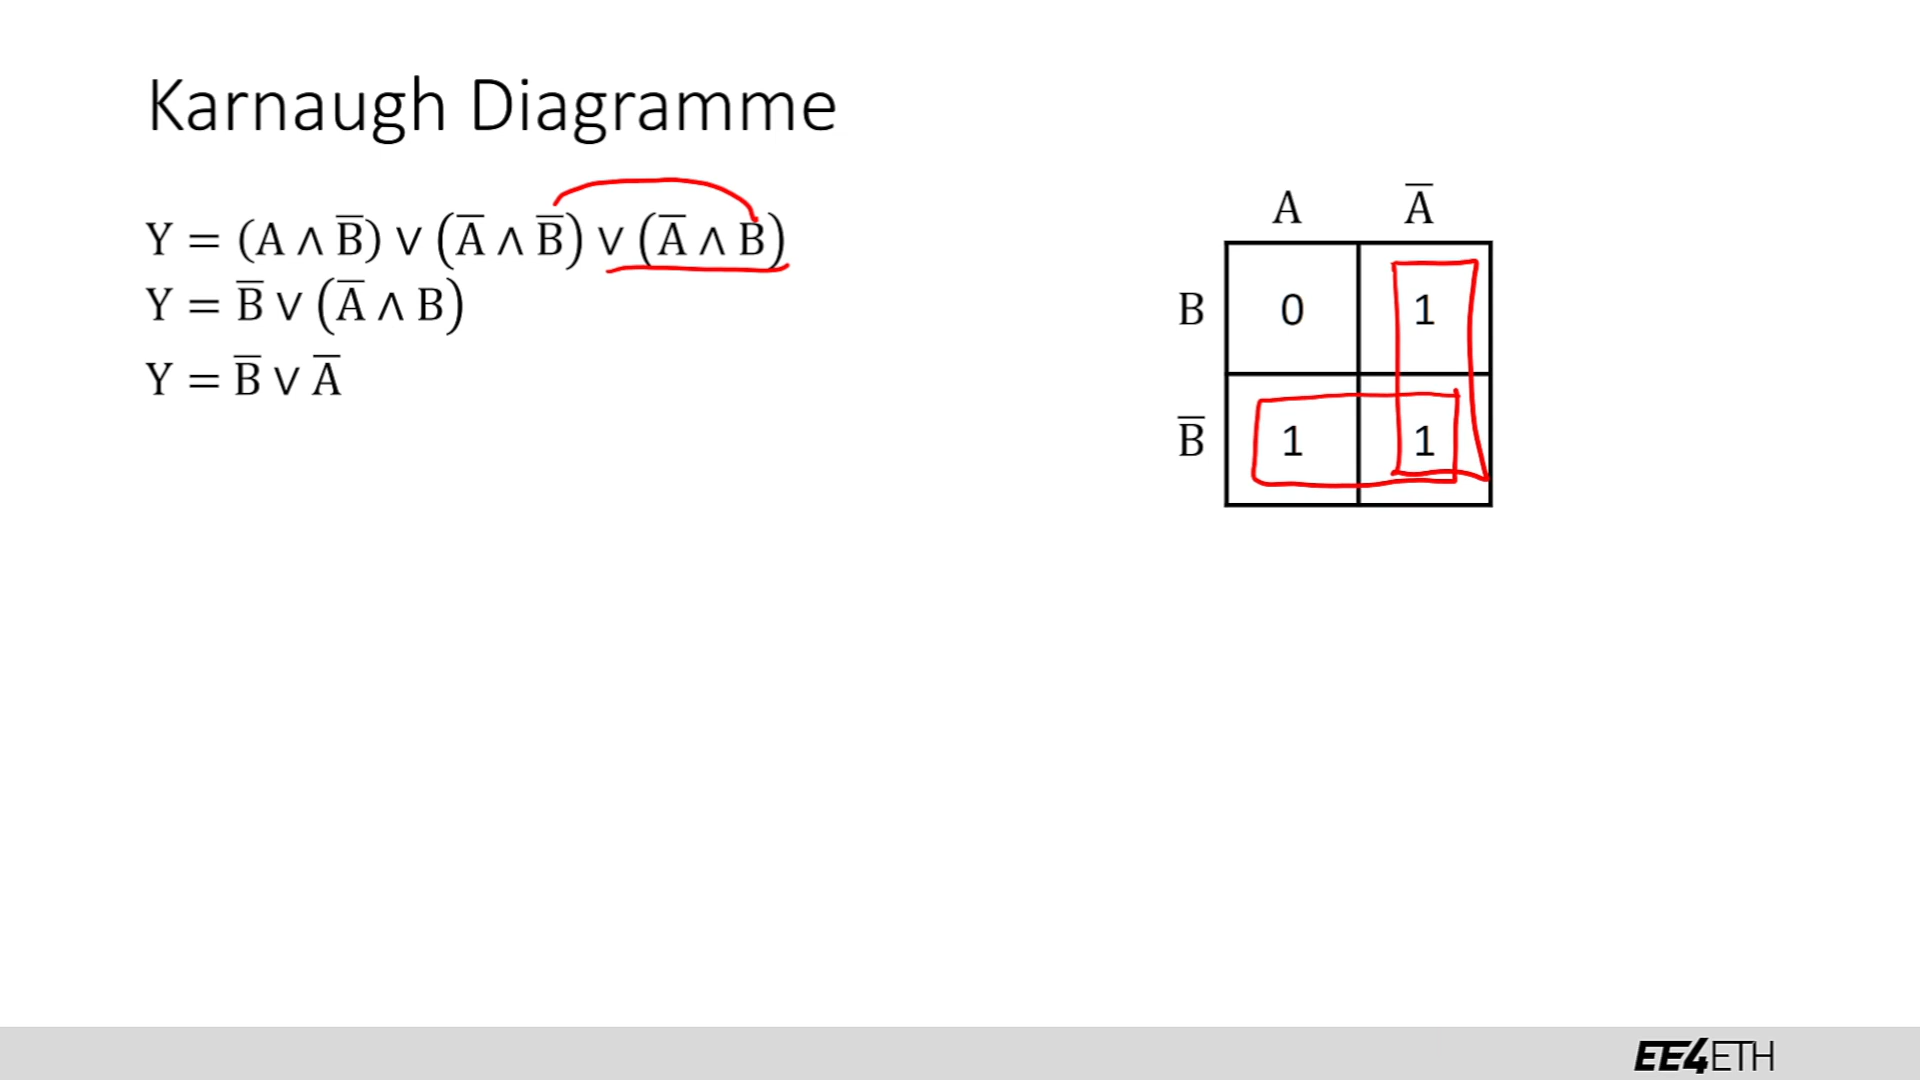 Karnaugh Diagramme
Y = (A ∧ B̅) ∨ (A̅ ∧ B̅) ∨ (A̅ ∧ B)
Y = B̅ ∨ (A̅ ∧ B)
Y = B̅ ∨ A̅
A A̅
B 0 1
B̅ 1 1
EE4ETH